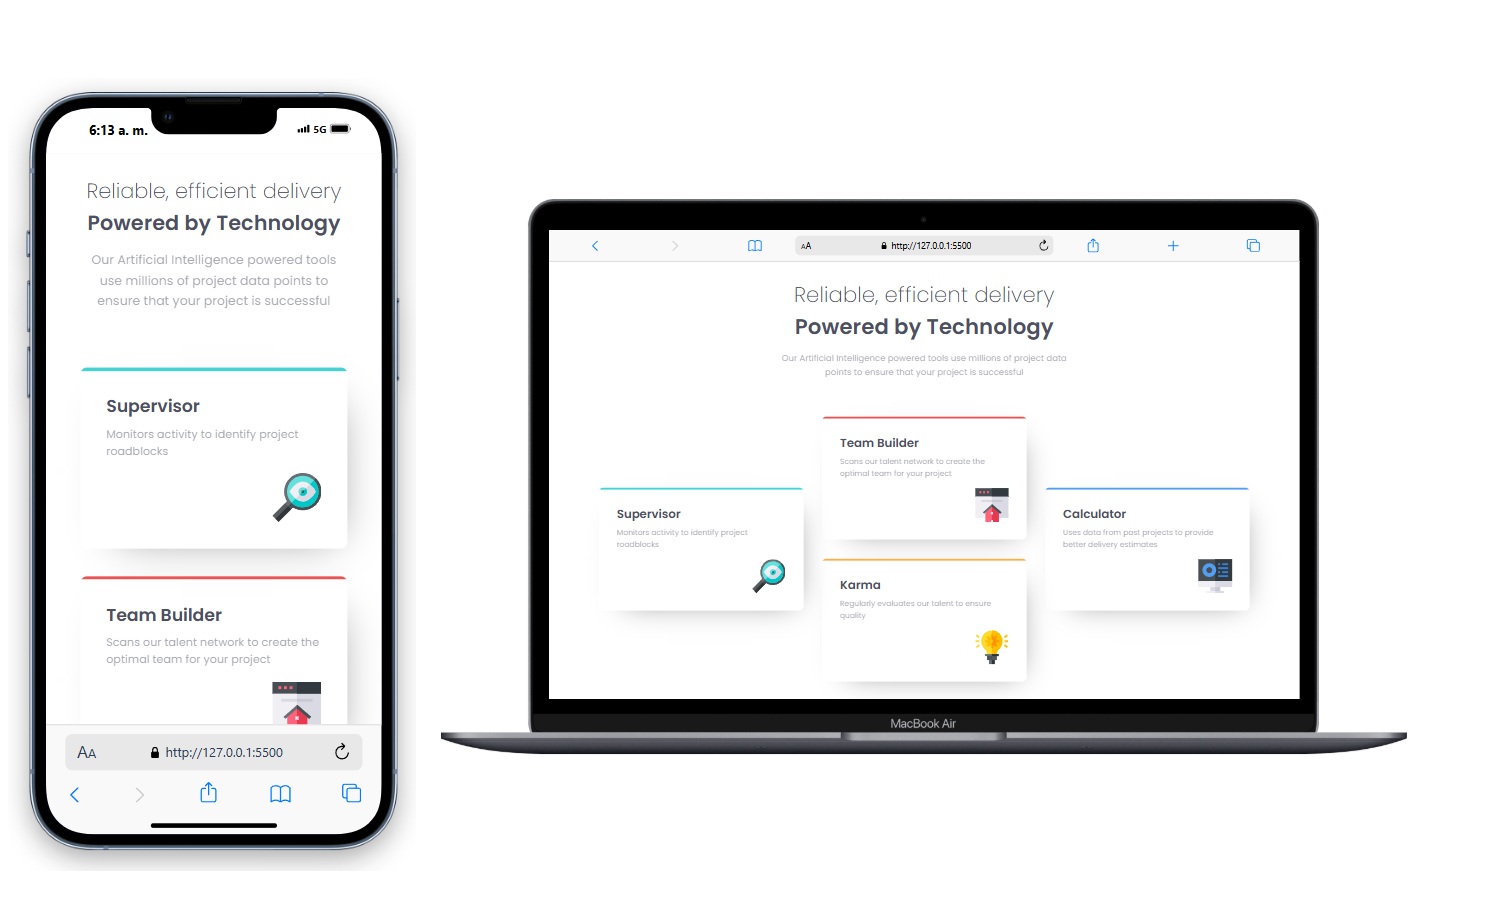 6:13 a. m.
5G
Reliable, efficient delivery
Powered by Technology
Our Artificial Intelligence powered tools
use millions of project data points to
ensure that your project is successful
Supervisor
Monitors activity to identify project
roadblocks
Team Builder
Scans our talent network to create the
optimal team for your project
AA
http://127.0.0.1:5500
AA
http://127.0.0.1:5500
Reliable, efficient delivery
Powered by Technology
Our Artificial Intelligence powered tools use millions of project data
points to ensure that your project is successful
Team Builder
Scans our talent network to create the
optimal team for your project
Supervisor
Monitors activity to identify project
roadblocks
Calculator
Uses data from past projects to provide
better delivery estimates
Karma
Regularly evaluates our talent to ensure
quality
MacBook Air